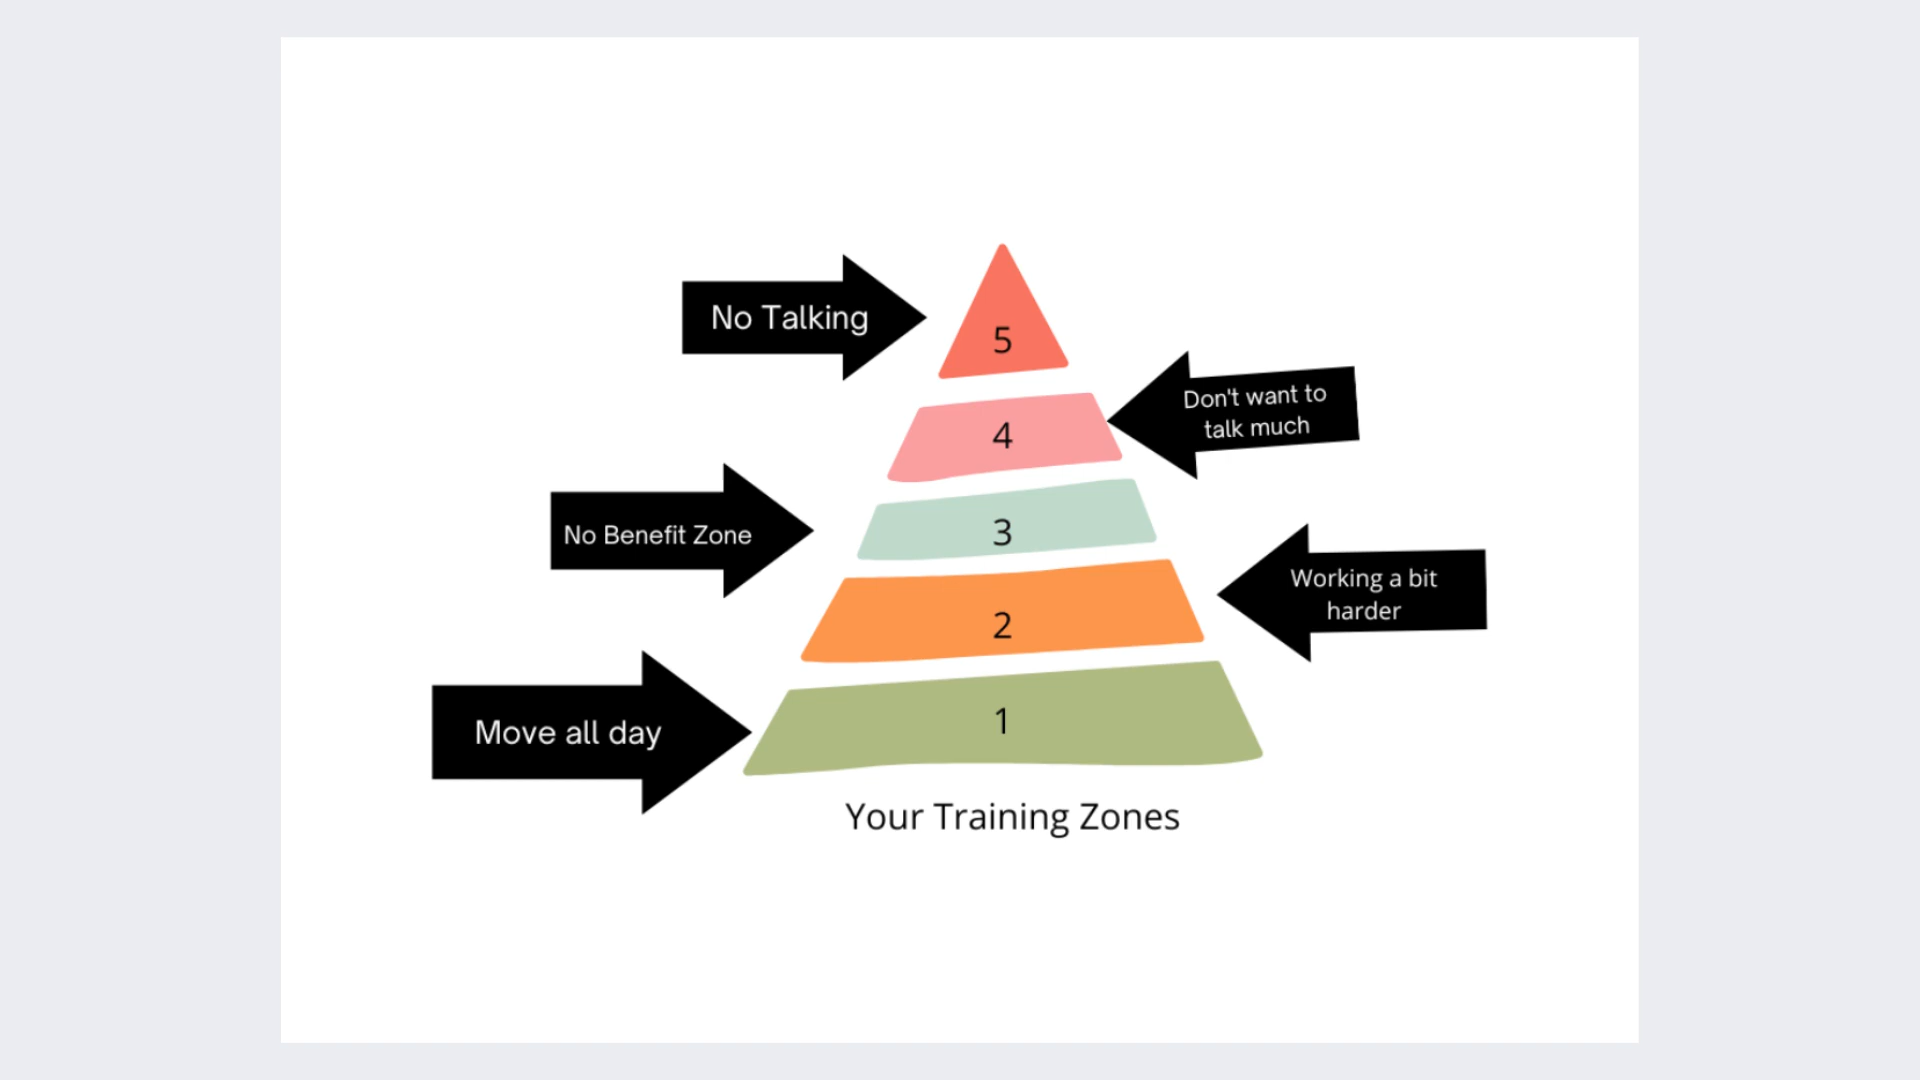 No Talking
5
Don't want to
talk much
4
No Benefit Zone
3
Working a bit
harder
2
Move all day
1
Your Training Zones